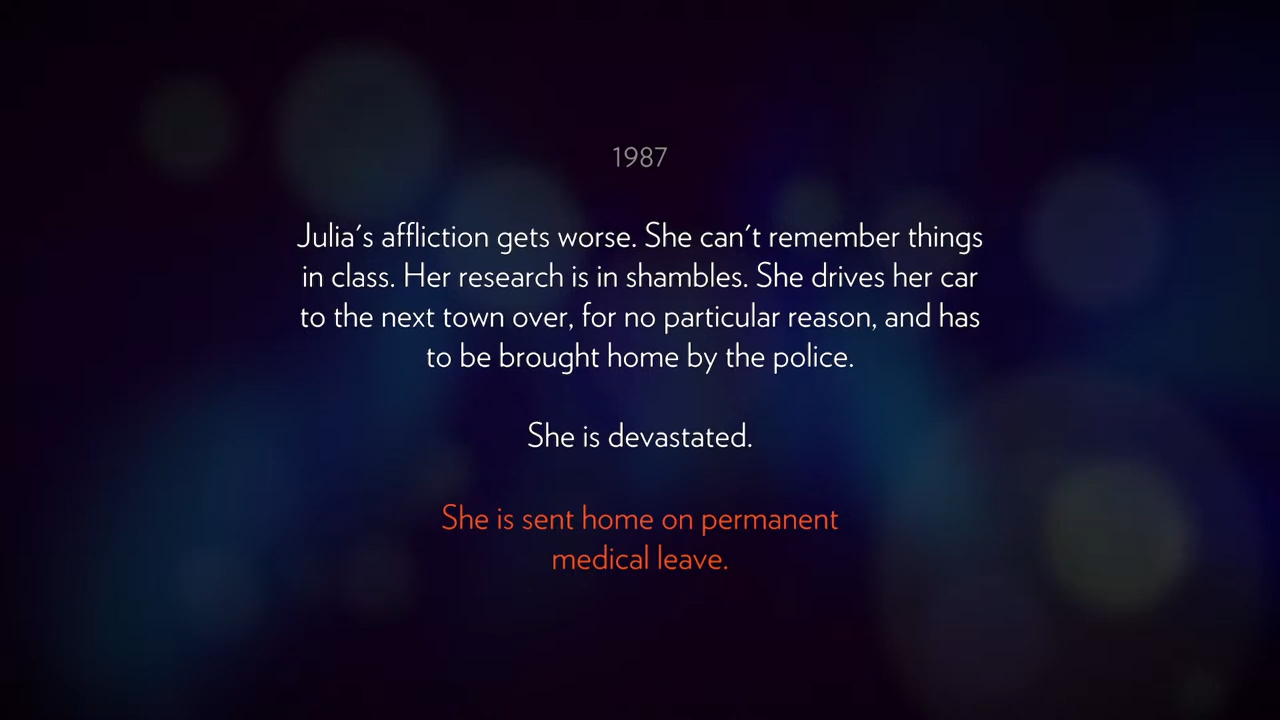 1987
Julia's affliction gets worse. She can't remember things
in class. Her research is in shambles. She drives her car
to the next town over, for no particular reason, and has
to be brought home by the police.
She is devastated.
She is sent home on permanent
medical leave.